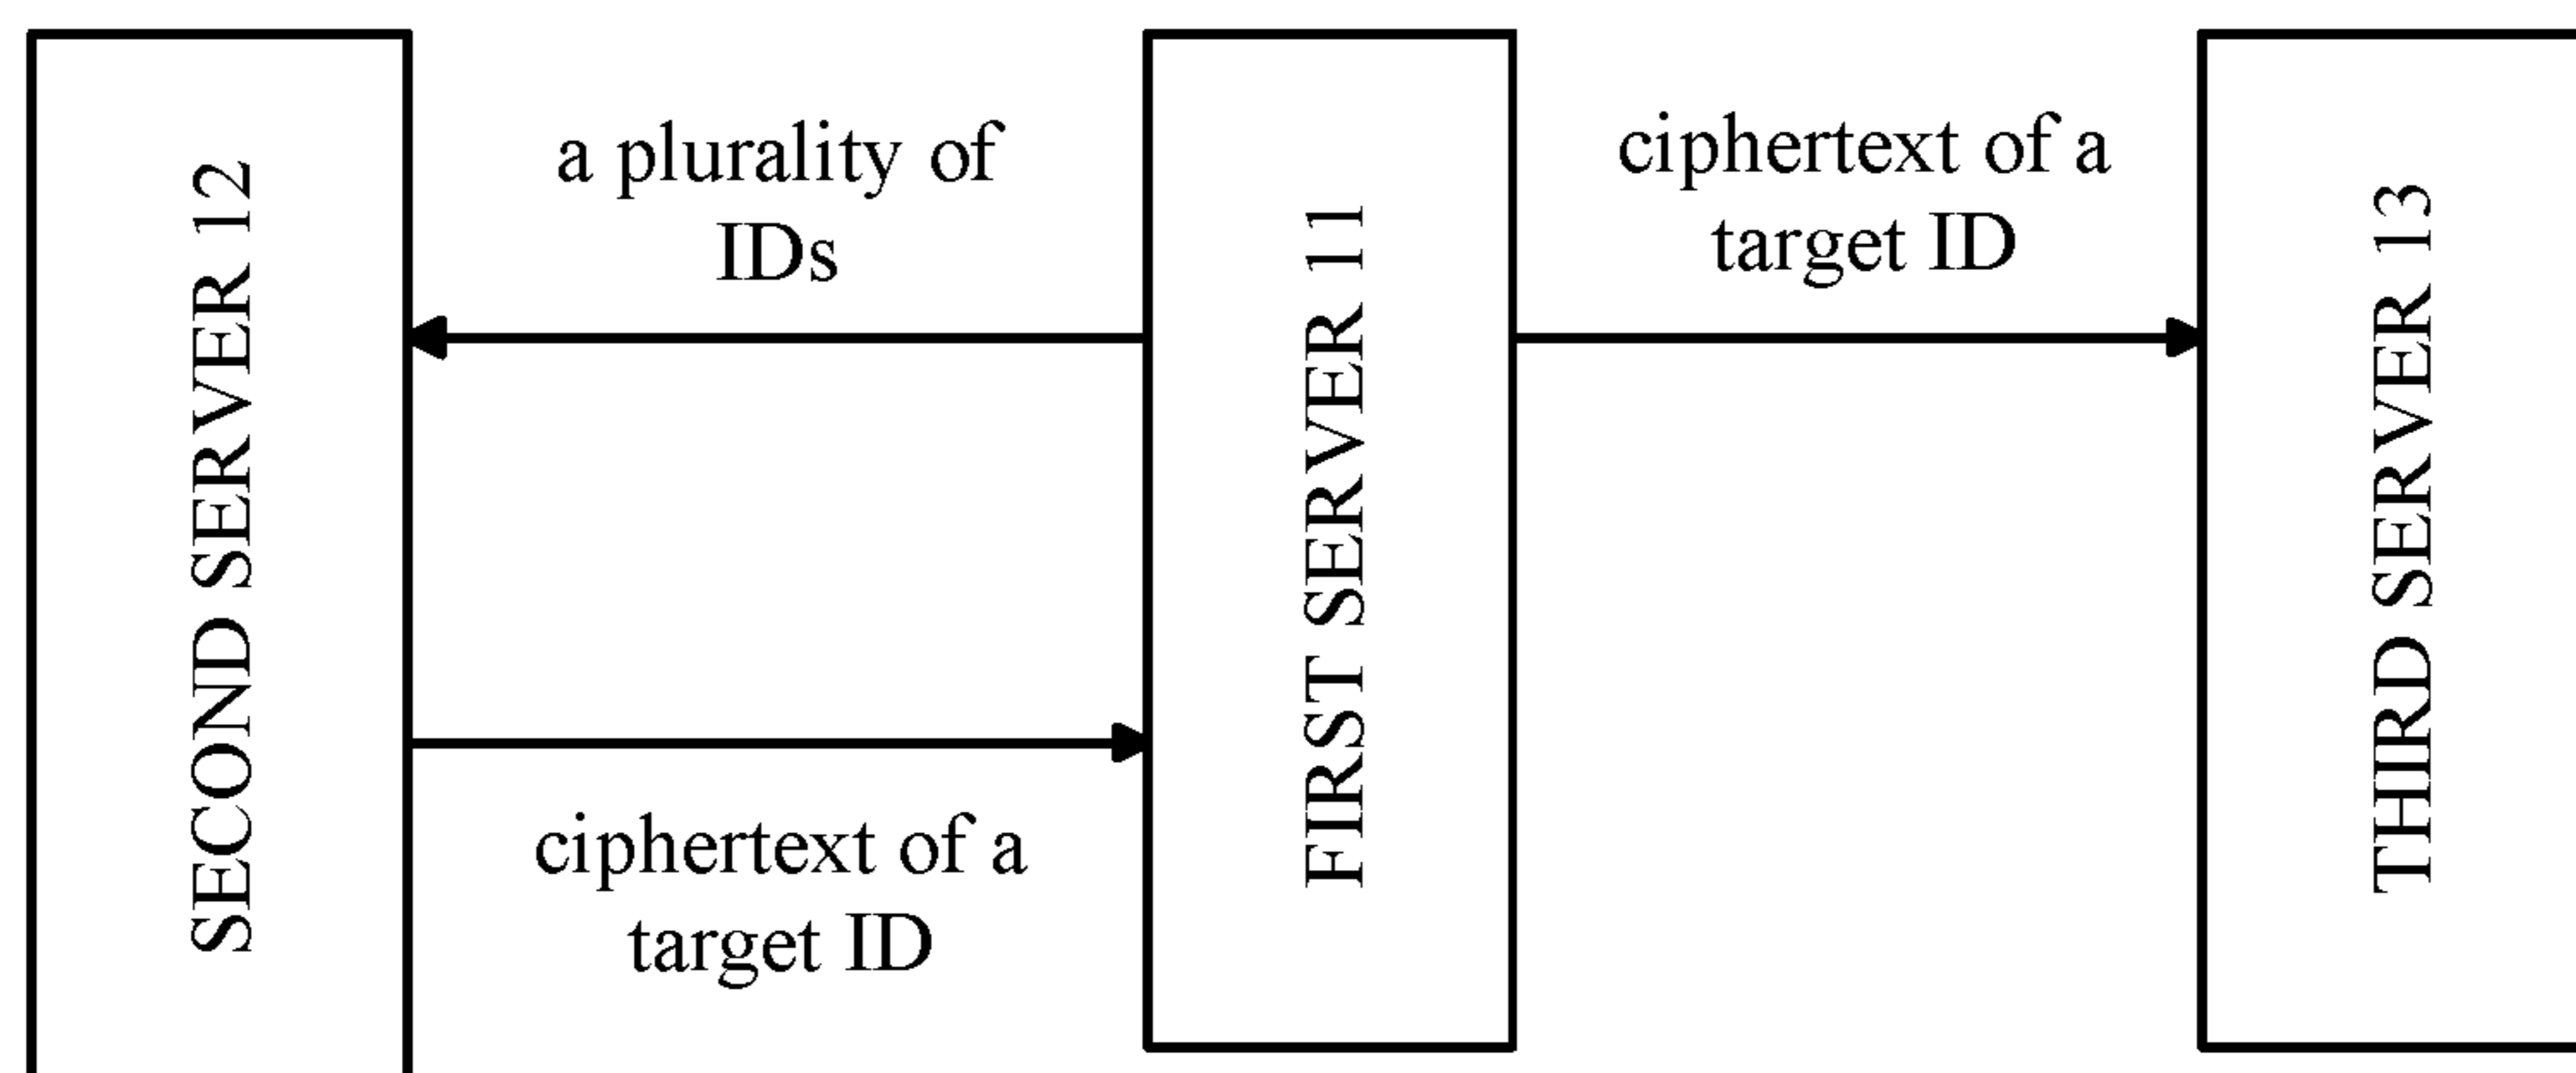 SECOND SERVER 12
a plurality of
IDs
ciphertext of a
target ID
FIRST SERVER 11
ciphertext of a
target ID
THIRD SERVER 13